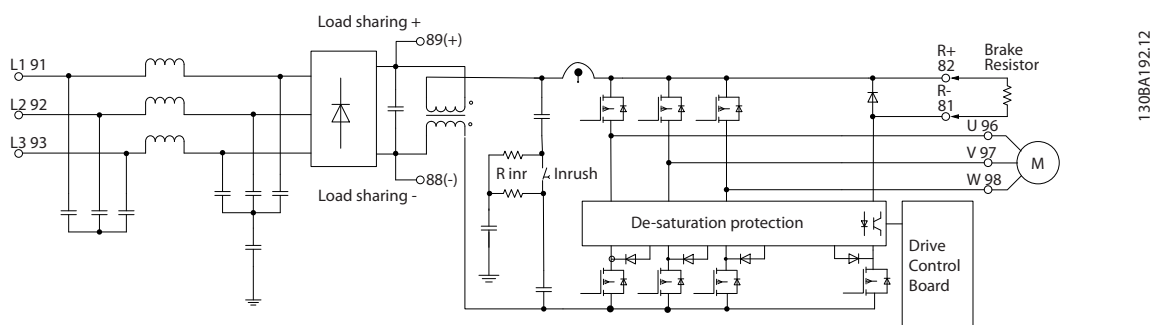 Load sharing +
89(+)
L1 91
L2 92
L3 93
R inr
Inrush
88(-)
Load sharing -
R+
82
Brake
Resistor
R-
81
U 96
V 97
W 98
M
De-saturation protection
Drive
Control
Board
130BA192.12